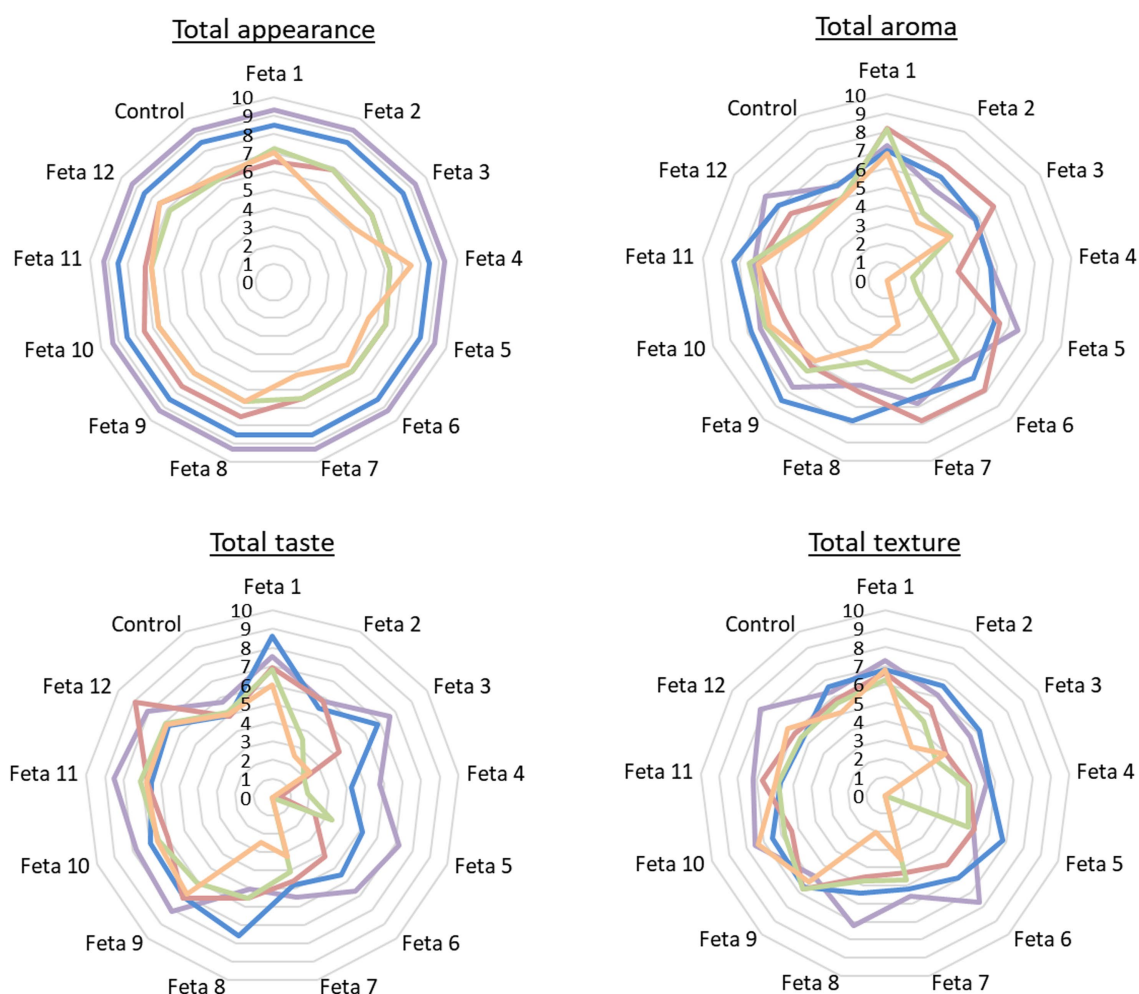 Total appearance
Feta 1
Feta 2
Feta 3
Feta 4
Feta 5
Feta 6
Feta 7
Feta 8
Feta 9
Feta 10
Feta 11
Feta 12
Control
10
9
8
7
6
5
4
3
2
1
0
Total aroma
Feta 1
Feta 2
Feta 3
Feta 4
Feta 5
Feta 6
Feta 7
Feta 8
Feta 9
Feta 10
Feta 11
Feta 12
Control
10
9
8
7
6
5
4
3
2
1
0
Total taste
Feta 1
Feta 2
Feta 3
Feta 4
Feta 5
Feta 6
Feta 7
Feta 8
Feta 9
Feta 10
Feta 11
Feta 12
Control
10
9
8
7
6
5
4
3
2
1
0
Total texture
Feta 1
Feta 2
Feta 3
Feta 4
Feta 5
Feta 6
Feta 7
Feta 8
Feta 9
Feta 10
Feta 11
Feta 12
Control
10
9
8
7
6
5
4
3
2
1
0